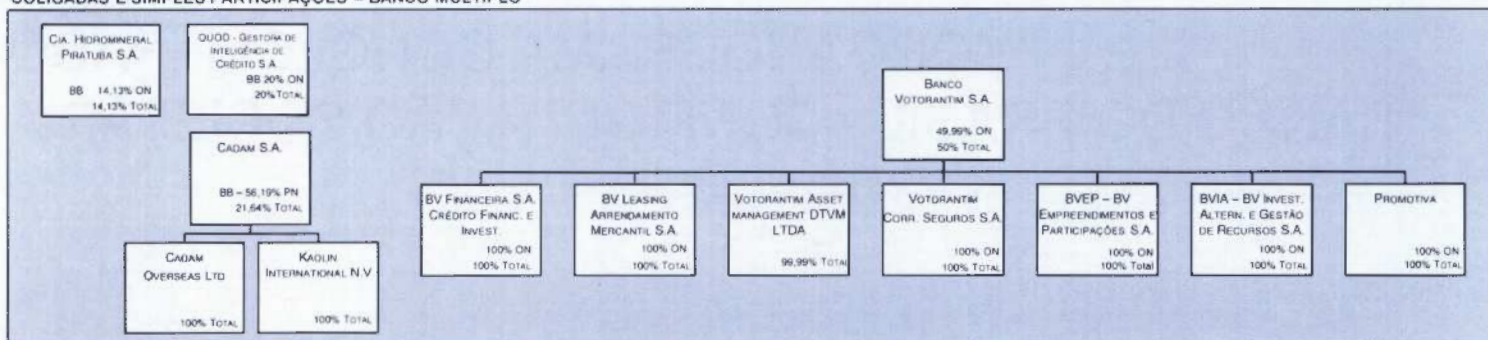 COLIGADAS E SIMPLES PARTICIPAÇÕES – BANCO MÚLTIPLO
CIA. HIDROMINERAL
PIRATUBA S.A.
BB 14,13% ON
14,13% TOTAL
QUOD - GESTORA DE
INTELIGÊNCIA DE
CRÉDITO S.A.
BB 20% ON
20% TOTAL
CADAM S.A.
BB – 56,19% PN
21,64% TOTAL
CADAM
OVERSEAS LTD
100% TOTAL
KAOLIN
INTERNATIONAL N.V
100% TOTAL
BANCO
VOTORANTIM S.A.
49,99% ON
50% TOTAL
BV FINANCEIRA S.A.
CRÉDITO FINANC. E
INVEST.
100% ON
100% TOTAL
BV LEASING
ARRENDAMENTO
MERCANTIL S.A.
100% ON
100% TOTAL
VOTORANTIM ASSET
MANAGEMENT DTVM
LTDA
99,99% TOTAL
VOTORANTIM
CORR. SEGUROS S.A.
100% ON
100% TOTAL
BVEP – BV
EMPREENDIMENTOS E
PARTICIPAÇÕES S.A.
100% ON
100% Total
BVIA – BV INVEST.
ALTERN. E GESTÃO
DE RECURSOS S.A.
100% ON
100% TOTAL
PROMOTIVA
100% ON
100% TOTAL